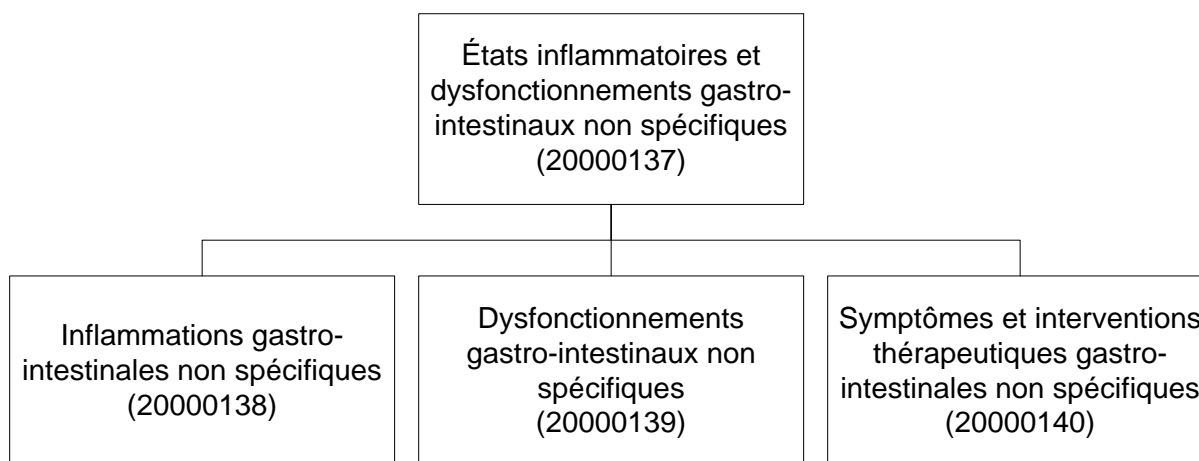 États inflammatoires et
dysfonctionnements gastro-
intestinaux non spécifiques
(20000137)
Inflammations gastro-
intestinales non spécifiques
(20000138)
Dysfonctionnements
gastro-intestinaux non
spécifiques
(20000139)
Symptômes et interventions
thérapeutiques gastro-
intestinales non spécifiques
(20000140)